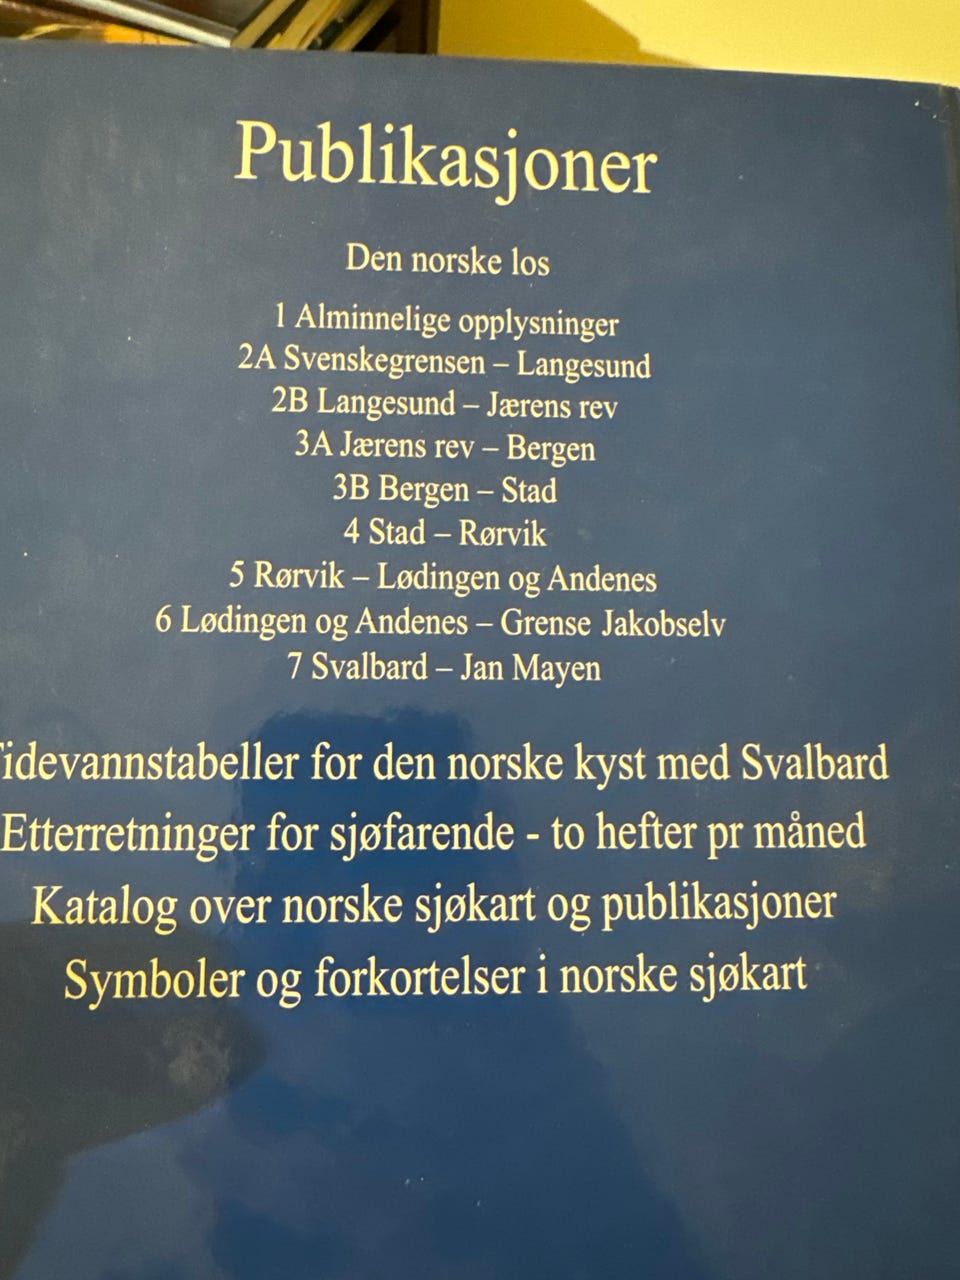 Publikasjoner
Den norske los
1 Alminnelige opplysninger
2A Svenskegrensen – Langesund
2B Langesund – Jærens rev
3A Jærens rev – Bergen
3B Bergen – Stad
4 Stad – Rørvik
5 Rørvik – Lødingen og Andenes
6 Lødingen og Andenes – Grense Jakobselv
7 Svalbard – Jan Mayen
Tidevannstabeller for den norske kyst med Svalbard
Etterretninger for sjøfarende - to hefter pr måned
Katalog over norske sjøkart og publikasjoner
Symboler og forkortelser i norske sjøkart